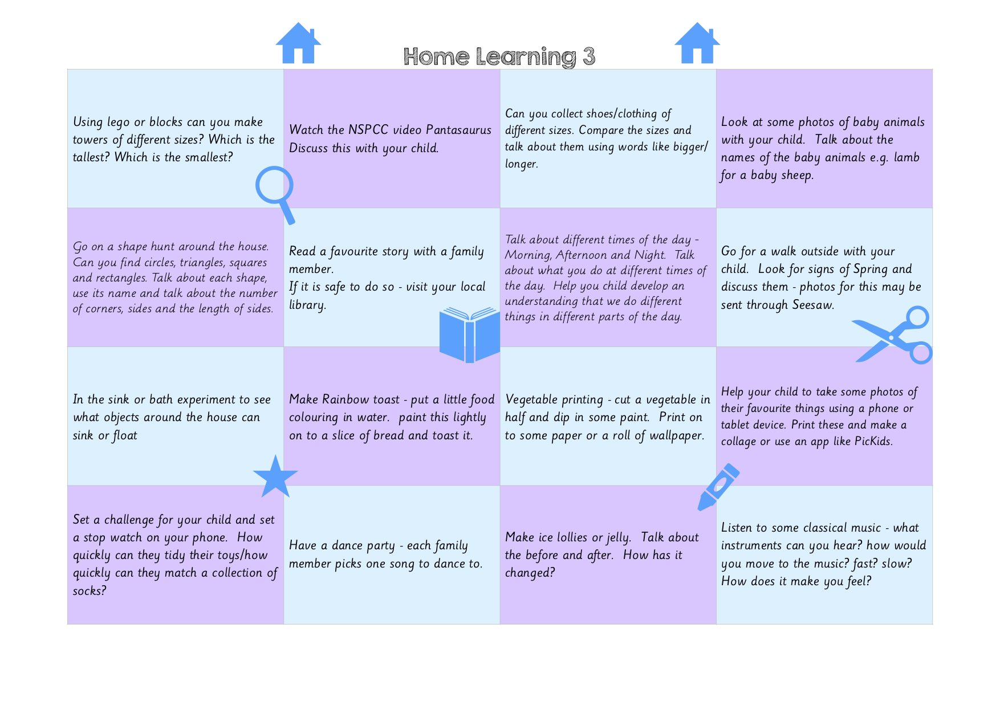 Home Learning 3
Using lego or blocks can you make
towers of different sizes? Which is the
tallest? Which is the smallest?
Watch the NSPCC video Pantasaurus
Discuss this with your child.
Can you collect shoes/clothing of
different sizes. Compare the sizes and
talk about them using words like bigger/
longer.
Look at some photos of baby animals
with your child.  Talk about the
names of the baby animals e.g. lamb
for a baby sheep.
Go on a shape hunt around the house.
Can you find circles, triangles, squares
and rectangles. Talk about each shape,
use its name and talk about the number
of corners, sides and the length of sides.
Read a favourite story with a family
member.
If it is safe to do so - visit your local
library.
Talk about different times of the day -
Morning, Afternoon and Night.  Talk
about what you do at different times of
the day.  Help you child develop an
understanding that we do different
things in different parts of the day.
Go for a walk outside with your
child.  Look for signs of Spring and
discuss them - photos for this may be
sent through Seesaw.
In the sink or bath experiment to see
what objects around the house can
sink or float
Make Rainbow toast - put a little food
colouring in water.  paint this lightly
on to a slice of bread and toast it.
Vegetable printing - cut a vegetable in
half and dip in some paint.  Print on
to some paper or a roll of wallpaper.
Help your child to take some photos of
their favourite things using a phone or
tablet device. Print these and make a
collage or use an app like PicKids.
Set a challenge for your child and set
a stop watch on your phone.  How
quickly can they tidy their toys/how
quickly can they match a collection of
socks?
Have a dance party - each family
member picks one song to dance to.
Make ice lollies or jelly.  Talk about
the before and after.  How has it
changed?
Listen to some classical music - what
instruments can you hear? how would
you move to the music? fast? slow?
How does it make you feel?